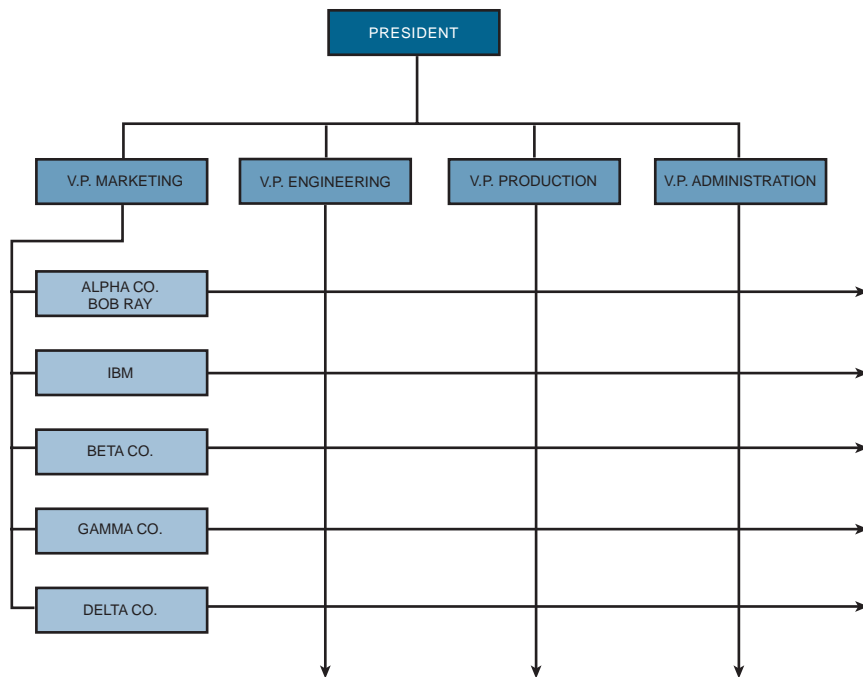 PRESIDENT
V.P. MARKETING
V.P. ENGINEERING
V.P. PRODUCTION
V.P. ADMINISTRATION
ALPHA CO.
BOB RAY
IBM
BETA CO.
GAMMA CO.
DELTA CO.